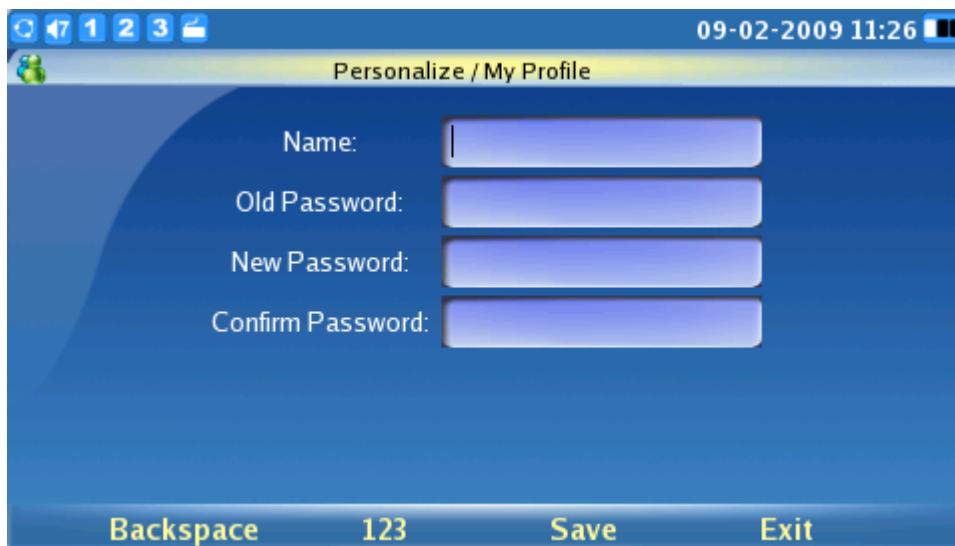 7 1 2 3 09-02-2009 11:26
Personalize / My Profile
Name:
Old Password:
New Password:
Confirm Password:
Backspace 123 Save Exit